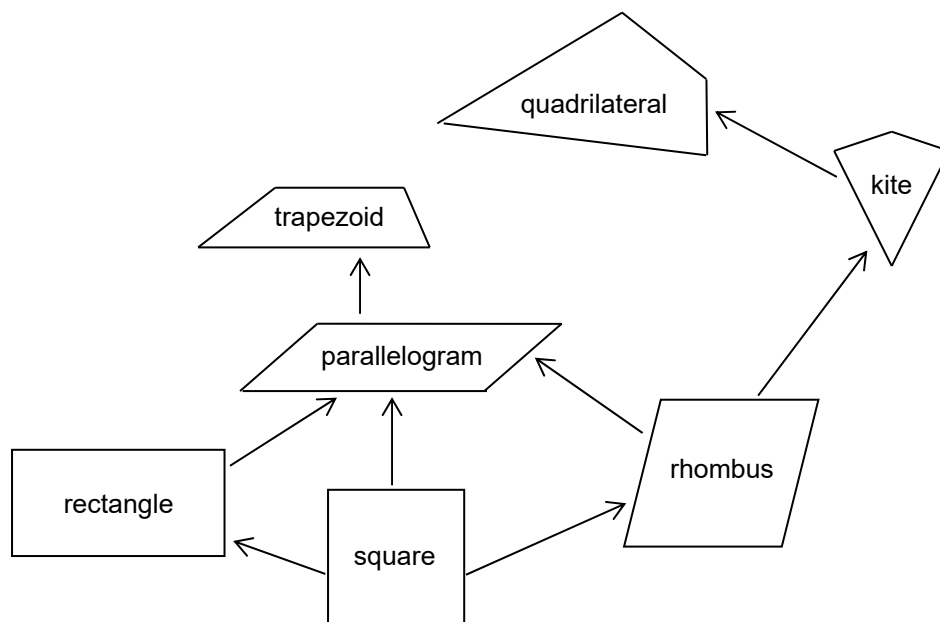 quadrilateral
kite
trapezoid
parallelogram
rhombus
rectangle
square